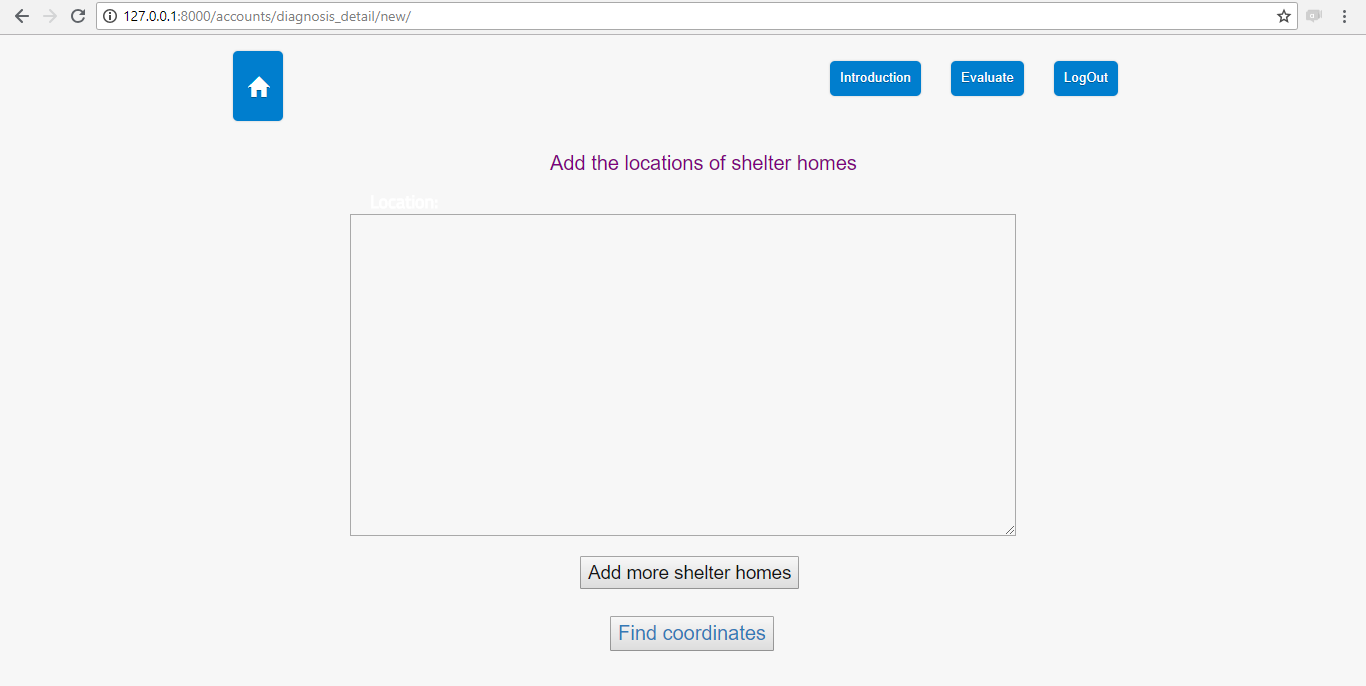 127.0.0.1:8000/accounts/diagnosis_detail/new/
Introduction Evaluate LogOut
Add the locations of shelter homes
Location:
Add more shelter homes
Find coordinates